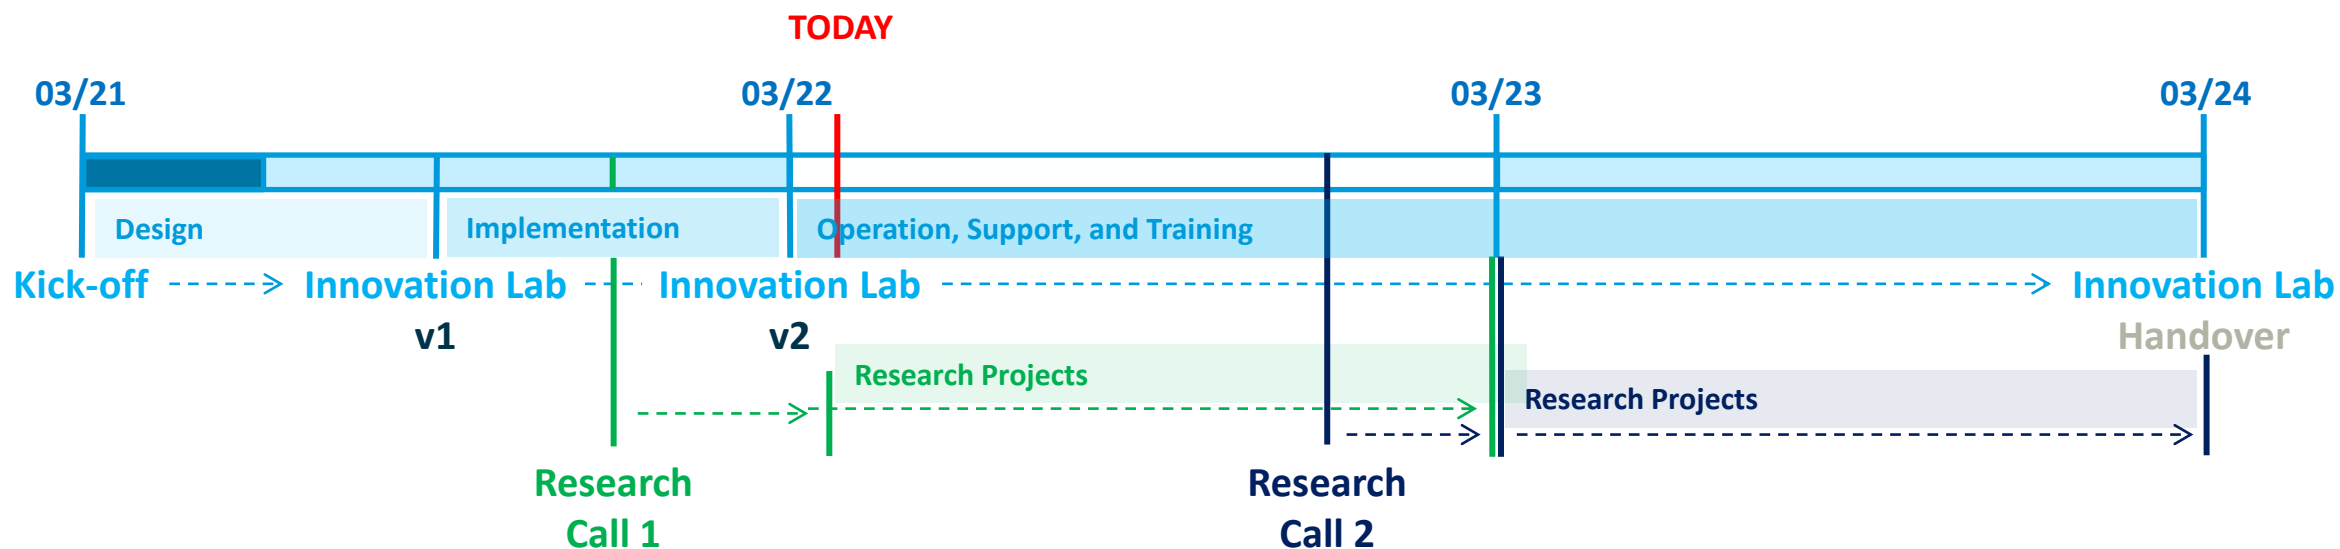 TODAY
03/21
03/22
03/23
03/24
Design
Implementation
Operation, Support, and Training
Kick-off
Innovation Lab
v1
Innovation Lab
v2
Innovation Lab
Handover
Research Projects
Research Projects
Research
Call 1
Research
Call 2